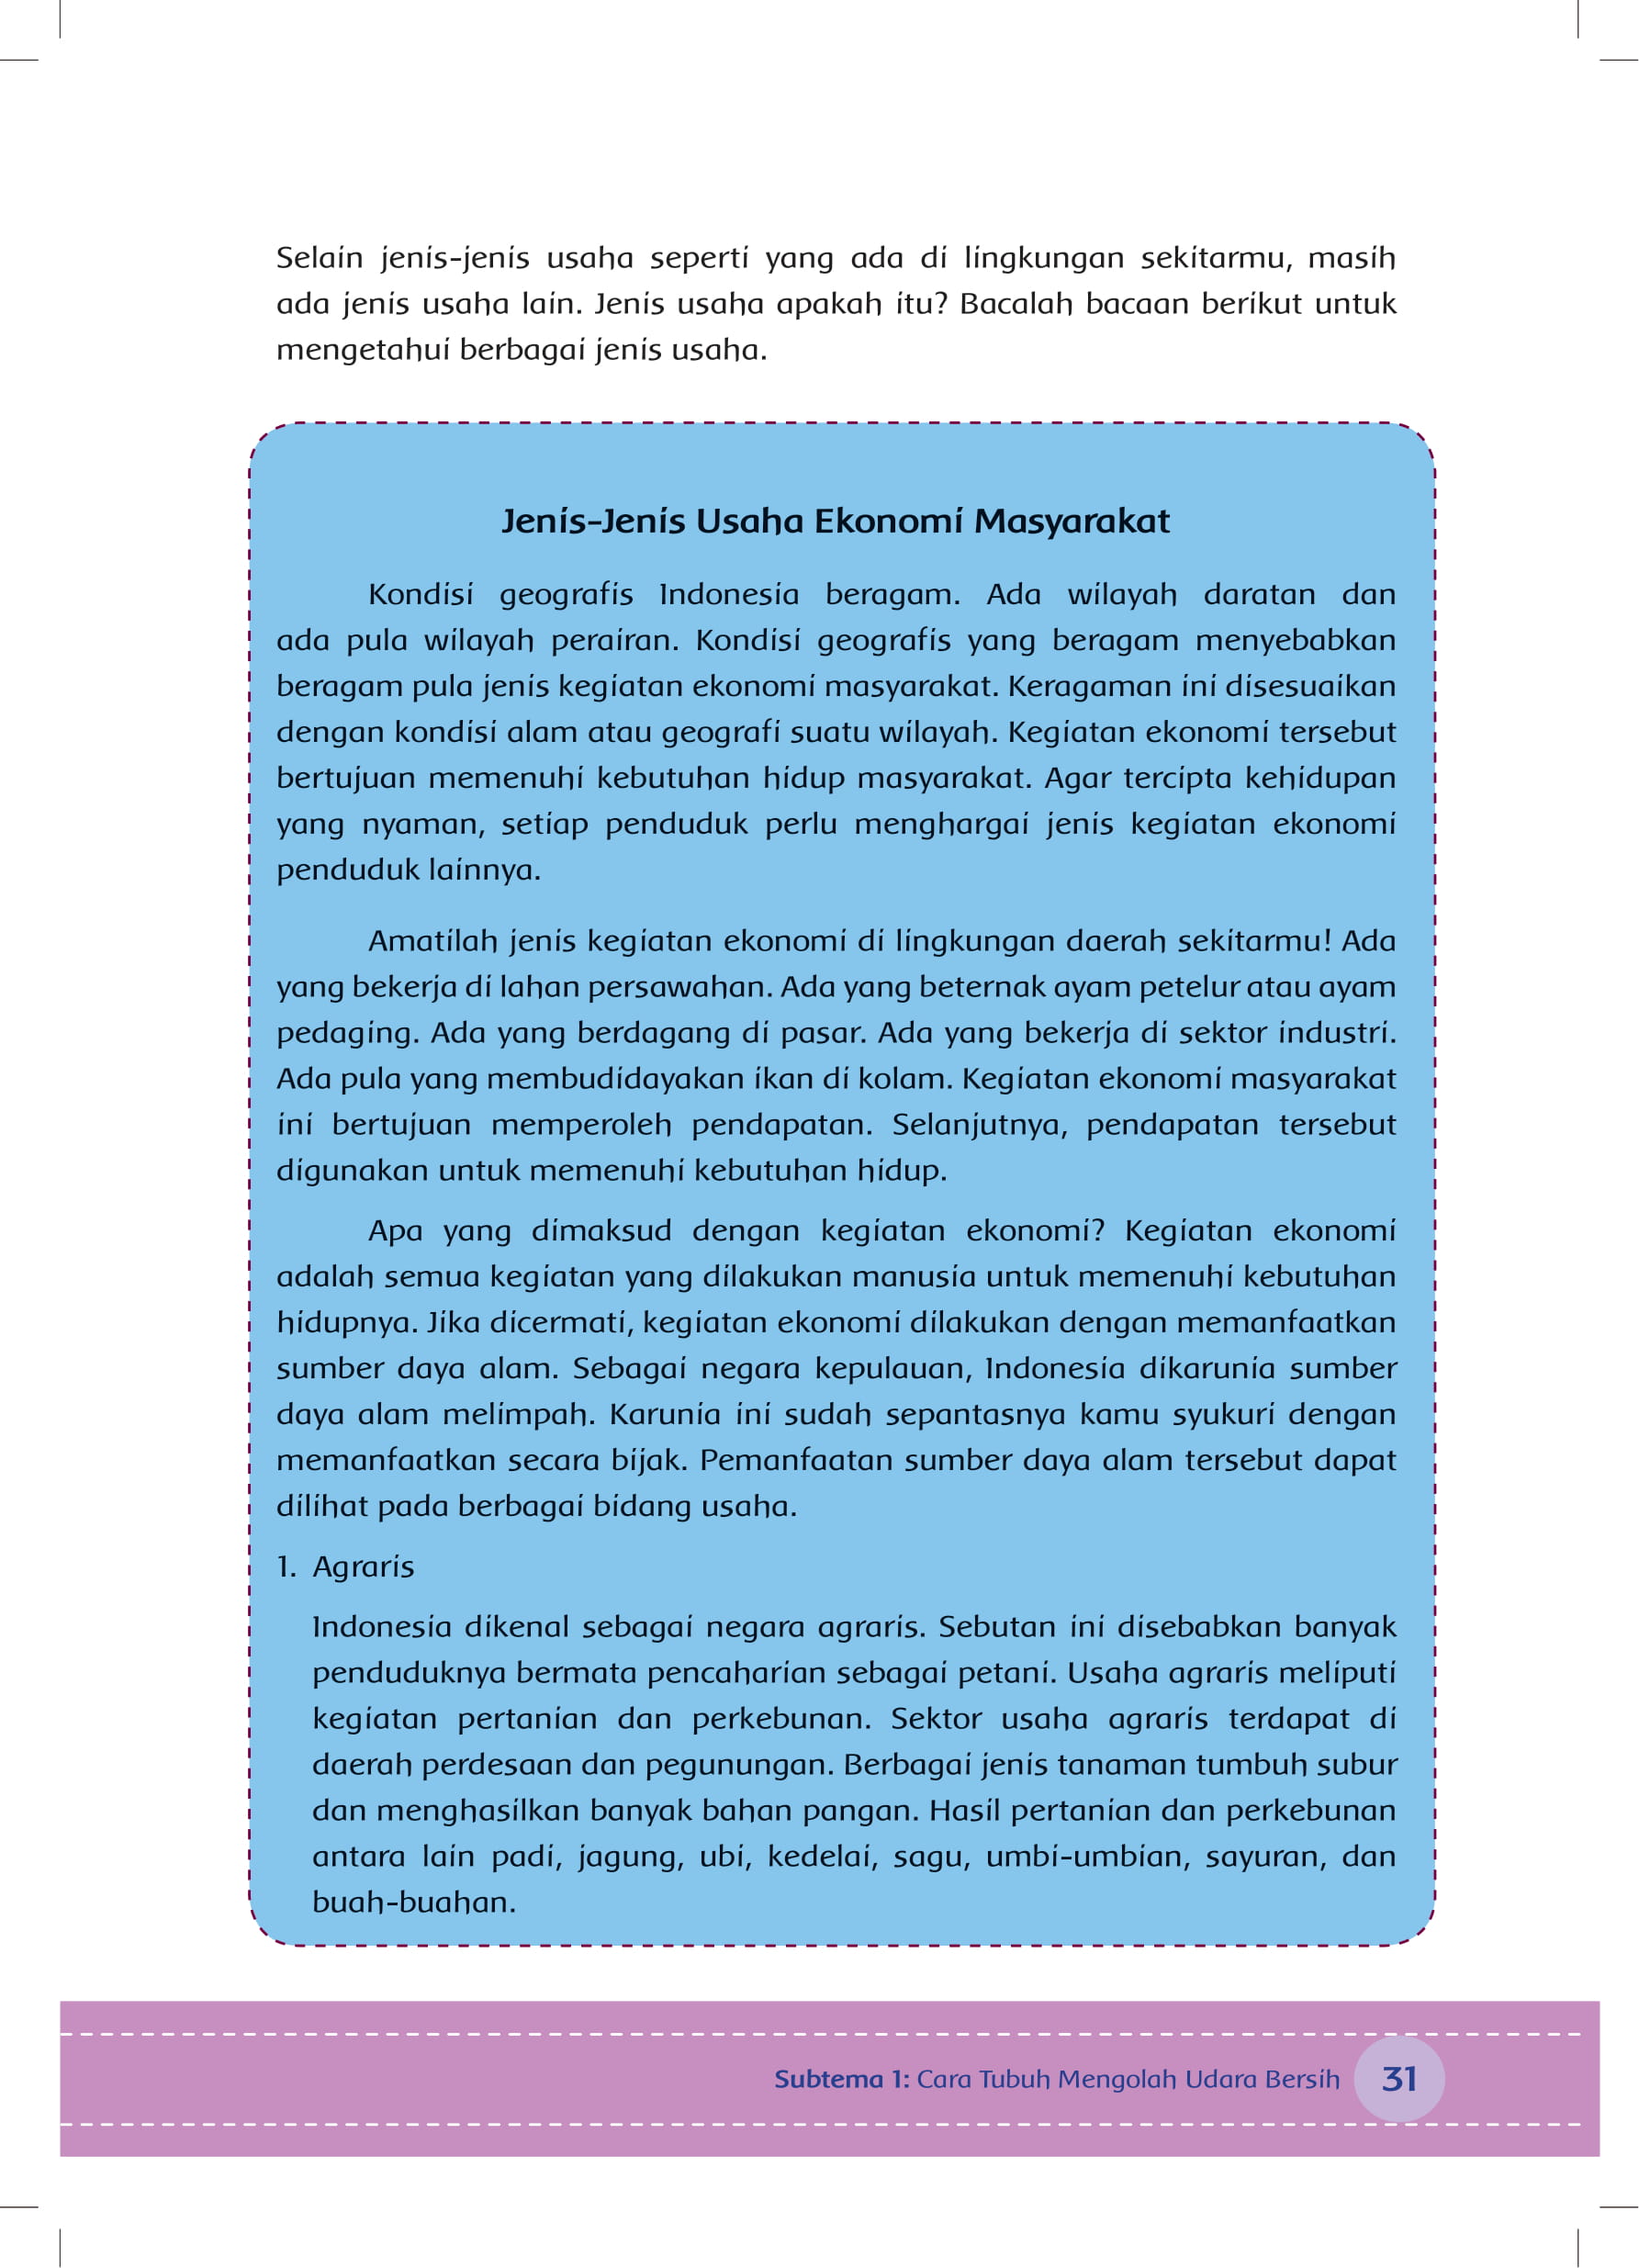 Selain jenis-jenis usaha seperti yang ada di lingkungan sekitarmu, masih
ada jenis usaha lain. Jenis usaha apakah itu? Bacalah bacaan berikut untuk
mengetahui berbagai jenis usaha.
Jenis-Jenis Usaha Ekonomi Masyarakat
Kondisi geografis Indonesia beragam. Ada wilayah daratan dan
ada pula wilayah perairan. Kondisi geografis yang beragam menyebabkan
beragam pula jenis kegiatan ekonomi masyarakat. Keragaman ini disesuaikan
dengan kondisi alam atau geografi suatu wilayah. Kegiatan ekonomi tersebut
bertujuan memenuhi kebutuhan hidup masyarakat. Agar tercipta kehidupan
yang nyaman, setiap penduduk perlu menghargai jenis kegiatan ekonomi
penduduk lainnya.
Amatilah jenis kegiatan ekonomi di lingkungan daerah sekitarmu! Ada
yang bekerja di lahan persawahan. Ada yang beternak ayam petelur atau ayam
pedaging. Ada yang berdagang di pasar. Ada yang bekerja di sektor industri.
Ada pula yang membudidayakan ikan di kolam. Kegiatan ekonomi masyarakat
ini bertujuan memperoleh pendapatan. Selanjutnya, pendapatan tersebut
digunakan untuk memenuhi kebutuhan hidup.
Apa yang dimaksud dengan kegiatan ekonomi? Kegiatan ekonomi
adalah semua kegiatan yang dilakukan manusia untuk memenuhi kebutuhan
hidupnya. Jika dicermati, kegiatan ekonomi dilakukan dengan memanfaatkan
sumber daya alam. Sebagai negara kepulauan, Indonesia dikarunia sumber
daya alam melimpah. Karunia ini sudah sepantasnya kamu syukuri dengan
memanfaatkan secara bijak. Pemanfaatan sumber daya alam tersebut dapat
dilihat pada berbagai bidang usaha.
1. Agraris
Indonesia dikenal sebagai negara agraris. Sebutan ini disebabkan banyak
penduduknya bermata pencaharian sebagai petani. Usaha agraris meliputi
kegiatan pertanian dan perkebunan. Sektor usaha agraris terdapat di
daerah perdesaan dan pegunungan. Berbagai jenis tanaman tumbuh subur
dan menghasilkan banyak bahan pangan. Hasil pertanian dan perkebunan
antara lain padi, jagung, ubi, kedelai, sagu, umbi-umbian, sayuran, dan
buah-buahan.
Subtema 1: Cara Tubuh Mengolah Udara Bersih 31